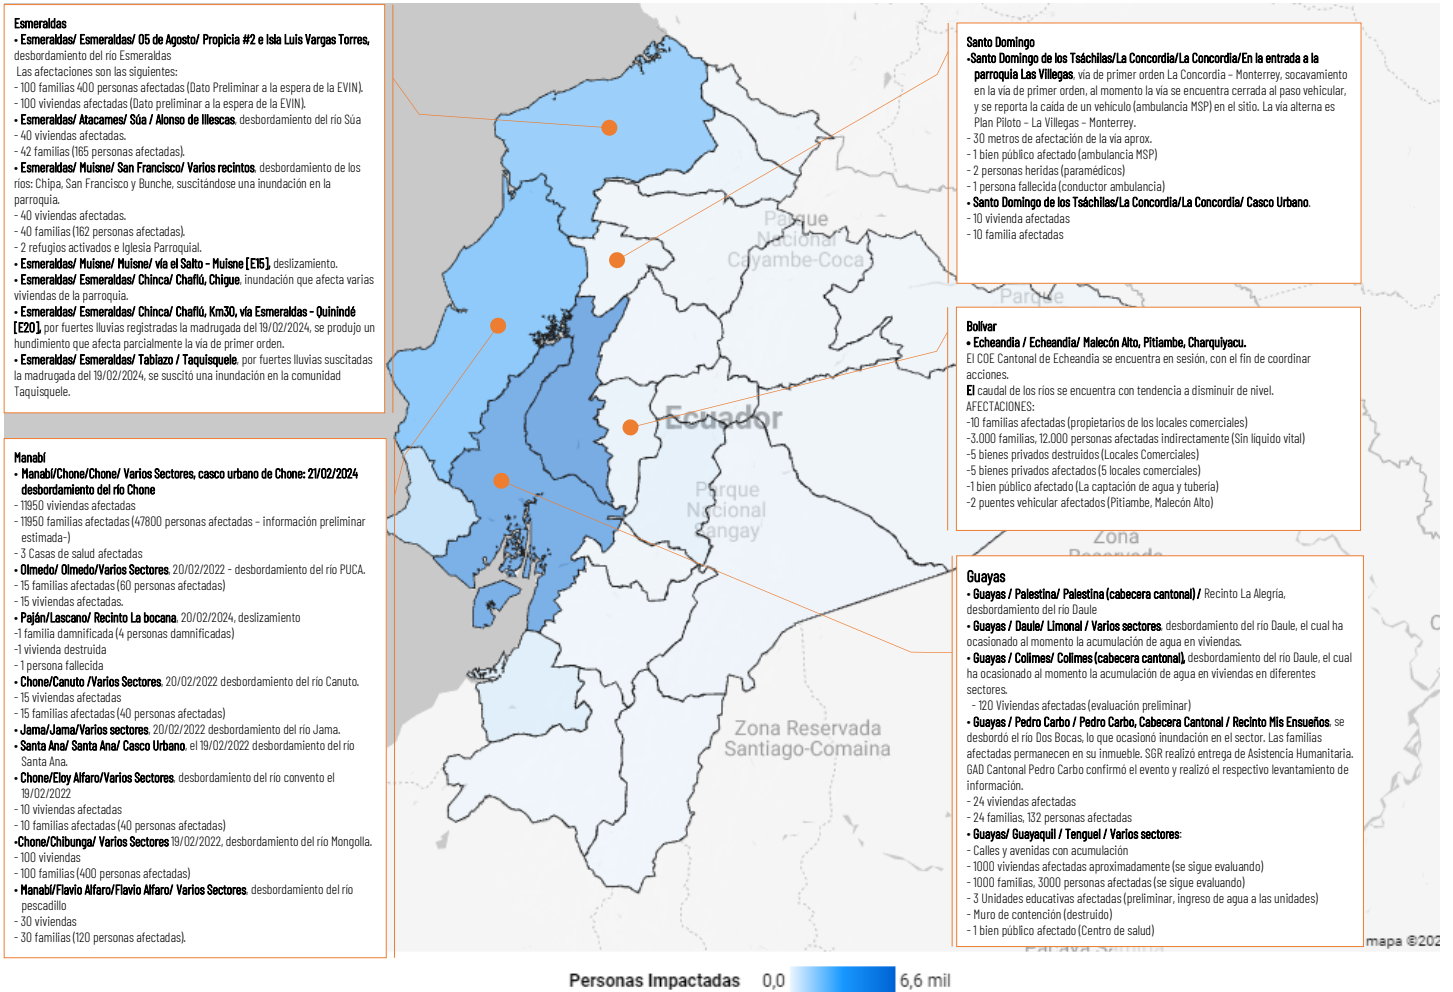 Esmeraldas
• Esmeraldas/ Esmeraldas/ 05 de Agosto/ Propicia #2 e Isla Luis Vargas Torres,
desbordamiento del río Esmeraldas
Las afectaciones son las siguientes:
- 100 familias 400 personas afectadas (Dato Preliminar a la espera de la EVIN).
- 100 viviendas afectadas (Dato preliminar a la espera de la EVIN).
• Esmeraldas/ Atacames/ Súa / Alonso de Illescas, desbordamiento del río Súa
- 40 viviendas afectadas.
- 42 familias (165 personas afectadas).
• Esmeraldas/ Muisne/ San Francisco/ Varios recintos, desbordamiento de los
ríos: Chipa, San Francisco y Bunche, suscitándose una inundación en la
parroquia.
- 40 viviendas afectadas.
- 40 familias (162 personas afectadas).
- 2 refugios activados e Iglesia Parroquial.
• Esmeraldas/ Muisne/ Muisne/ vía el Salto - Muisne [E15], deslizamiento.
• Esmeraldas/ Esmeraldas/ Chinca/ Chaflú, Chigue, inundación que afecta varias
viviendas de la parroquia.
• Esmeraldas/ Esmeraldas/ Chinca/ Chaflú, Km30, vía Esmeraldas - Quinindé
[E20], por fuertes lluvias registradas la madrugada del 19/02/2024, se produjo un
hundimiento que afecta parcialmente la vía de primer orden.
• Esmeraldas/ Esmeraldas/ Tabiazo / Taquisquele, por fuertes lluvias suscitadas
la madrugada del 19/02/2024, se suscitó una inundación en la comunidad
Taquisquele.
Manabí
• Manabí/Chone/Chone/ Varios Sectores, casco urbano de Chone: 21/02/2024
desbordamiento del río Chone
- 11950 viviendas afectadas
- 11950 familias afectadas (47800 personas afectadas – información preliminar
estimada-)
- 3 Casas de salud afectadas
• Olmedo/ Olmedo/Varios Sectores, 20/02/2022 - desbordamiento del río PUCA.
- 15 familias afectadas (60 personas afectadas)
- 15 viviendas afectadas.
• Paján/Lascano/ Recinto La bocana, 20/02/2024, deslizamiento
-1 familia damnificada (4 personas damnificadas)
-1 vivienda destruida
- 1 persona fallecida
• Chone/Canuto /Varios Sectores, 20/02/2022 desbordamiento del río Canuto.
- 15 viviendas afectadas
- 15 familias afectadas (40 personas afectadas)
• Jama/Jama/Varios sectores, 20/02/2022 desbordamiento del río Jama.
• Santa Ana/ Santa Ana/ Casco Urbano, el 19/02/2022 desbordamiento del río
Santa Ana.
• Chone/Eloy Alfaro/Varios Sectores, desbordamiento del río convento el
19/02/2022
- 10 viviendas afectadas
- 10 familias afectadas (40 personas afectadas)
•Chone/Chibunga/ Varios Sectores 19/02/2022, desbordamiento del río Mongolla.
- 100 viviendas
- 100 familias (400 personas afectadas)
• Manabí/Flavio Alfaro/Flavio Alfaro/ Varios Sectores, desbordamiento del río
pescadillo
- 30 viviendas
- 30 familias (120 personas afectadas).
Parque
Nacional
Cayambe-Coca
Parque
Ecuador
Parque
Nacional
Sangay
Zona
Reservada
Zona Reservada
Santiago-Comaina
Santo Domingo
•Santo Domingo de los Tsáchilas/La Concordia/La Concordia/En la entrada a la
parroquia Las Villegas, vía de primer orden La Concordia – Monterrey, socavamiento
en la vía de primer orden, al momento la vía se encuentra cerrada al paso vehicular,
y se reporta la caída de un vehículo (ambulancia MSP) en el sitio. La vía alterna es
Plan Piloto – La Villegas – Monterrey.
- 30 metros de afectación de la vía aprox.
- 1 bien público afectado (ambulancia MSP)
- 2 personas heridas (paramédicos)
- 1 persona fallecida (conductor ambulancia)
• Santo Domingo de los Tsáchilas/La Concordia/La Concordia/ Casco Urbano.
- 10 vivienda afectadas
- 10 familia afectadas
Bolívar
• Echeandia / Echeandia/ Malecón Alto, Pitiambe, Charquiyacu.
El COE Cantonal de Echeandia se encuentra en sesión, con el fin de coordinar
acciones.
El caudal de los ríos se encuentra con tendencia a disminuir de nivel.
AFECTACIONES:
-10 familias afectadas (propietarios de los locales comerciales)
-3.000 familias, 12.000 personas afectadas indirectamente (Sin líquido vital)
-5 bienes privados destruidos (Locales Comerciales)
-5 bienes privados afectados (5 locales comerciales)
-1 bien público afectado (La captación de agua y tubería)
-2 puentes vehicular afectados (Pitiambe, Malecón Alto)
Guayas
• Guayas / Palestina/ Palestina (cabecera cantonal) / Recinto La Alegría,
desbordamiento del río Daule
• Guayas / Daule/ Limonal / Varios sectores, desbordamiento del río Daule, el cual ha
ocasionado al momento la acumulación de agua en viviendas.
• Guayas / Colimes/ Colimes (cabecera cantonal), desbordamiento del río Daule, el cual
ha ocasionado al momento la acumulación de agua en viviendas en diferentes
sectores.
- 120 Viviendas afectadas (evaluación preliminar)
• Guayas / Pedro Carbo / Pedro Carbo, Cabecera Cantonal / Recinto Mis Ensueños, se
desbordó el río Dos Bocas, lo que ocasionó inundación en el sector. Las familias
afectadas permanecen en su inmueble. SGR realizó entrega de Asistencia Humanitaria.
GAD Cantonal Pedro Carbo confirmó el evento y realizó el respectivo levantamiento de
información.
- 24 viviendas afectadas
- 24 familias, 132 personas afectadas
• Guayas/ Guayaquil / Tenguel / Varios sectores:
- Calles y avenidas con acumulación
- 1000 viviendas afectadas aproximadamente (se sigue evaluando)
- 1000 familias, 3000 personas afectadas (se sigue evaluando)
- 3 Unidades educativas afectadas (preliminar, ingreso de agua a las unidades)
- Muro de contención (destruido)
- 1 bien público afectado (Centro de salud)
mapa ©202
Personas Impactadas 0,0 6,6 mil